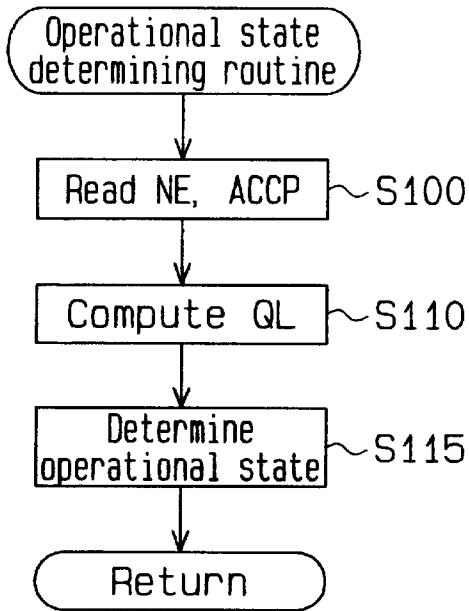 Operational state
determining routine
Read NE, ACCP
S100
Compute QL
S110
Determine
operational state
S115
Return